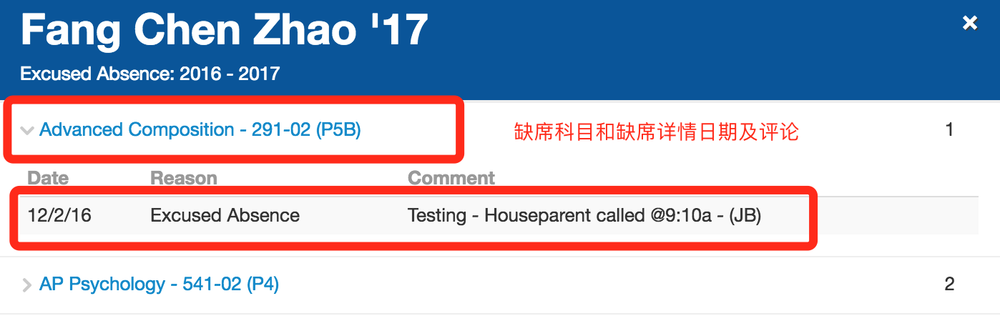 Fang Chen Zhao '17
Excused Absence: 2016 - 2017
Advanced Composition - 291-02 (P5B) 缺席科目和缺席详情日期及评论 1
Date Reason Comment
12/2/16 Excused Absence Testing - Houseparent called @9:10a - (JB)
AP Psychology - 541-02 (P4) 2